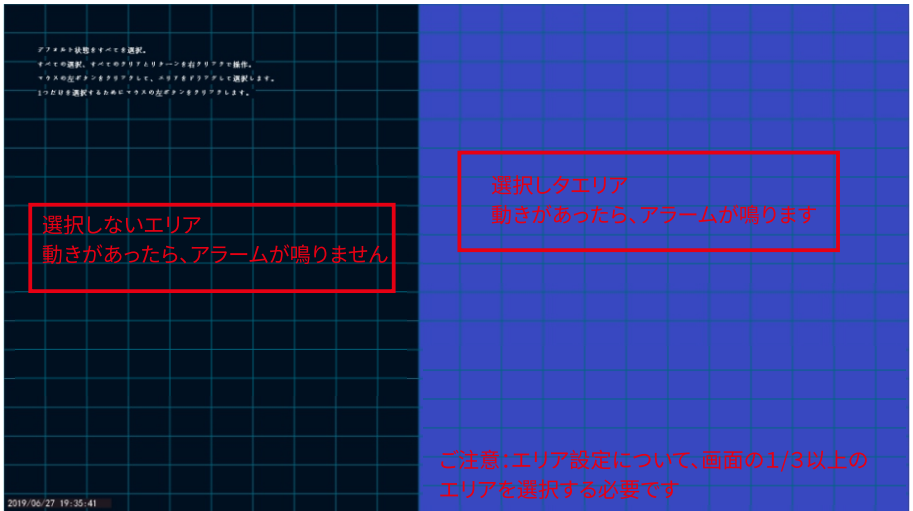 デフォルト状態をすべてを選択。
すべての選択、すべてのクリアとリターンを右クリアクで操作。
マウスの左ボタンをクリアクして、エリアをドラアグして選択します。
1つだけを選択するためにマウスの左ボタンをクリアクします。
選択しタエリア
動きがあったら、アラームが鳴ります
選択しないエリア
動きがあったら、アラームが鳴りません
ご注意：エリア設定について、画面の1/3以上の
エリアを選択する必要です
2019/06/27 19:35:41